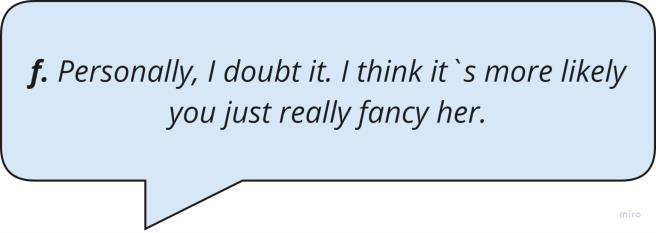 f. Personally, I doubt it. I think it`s more likely
you just really fancy her.
miro